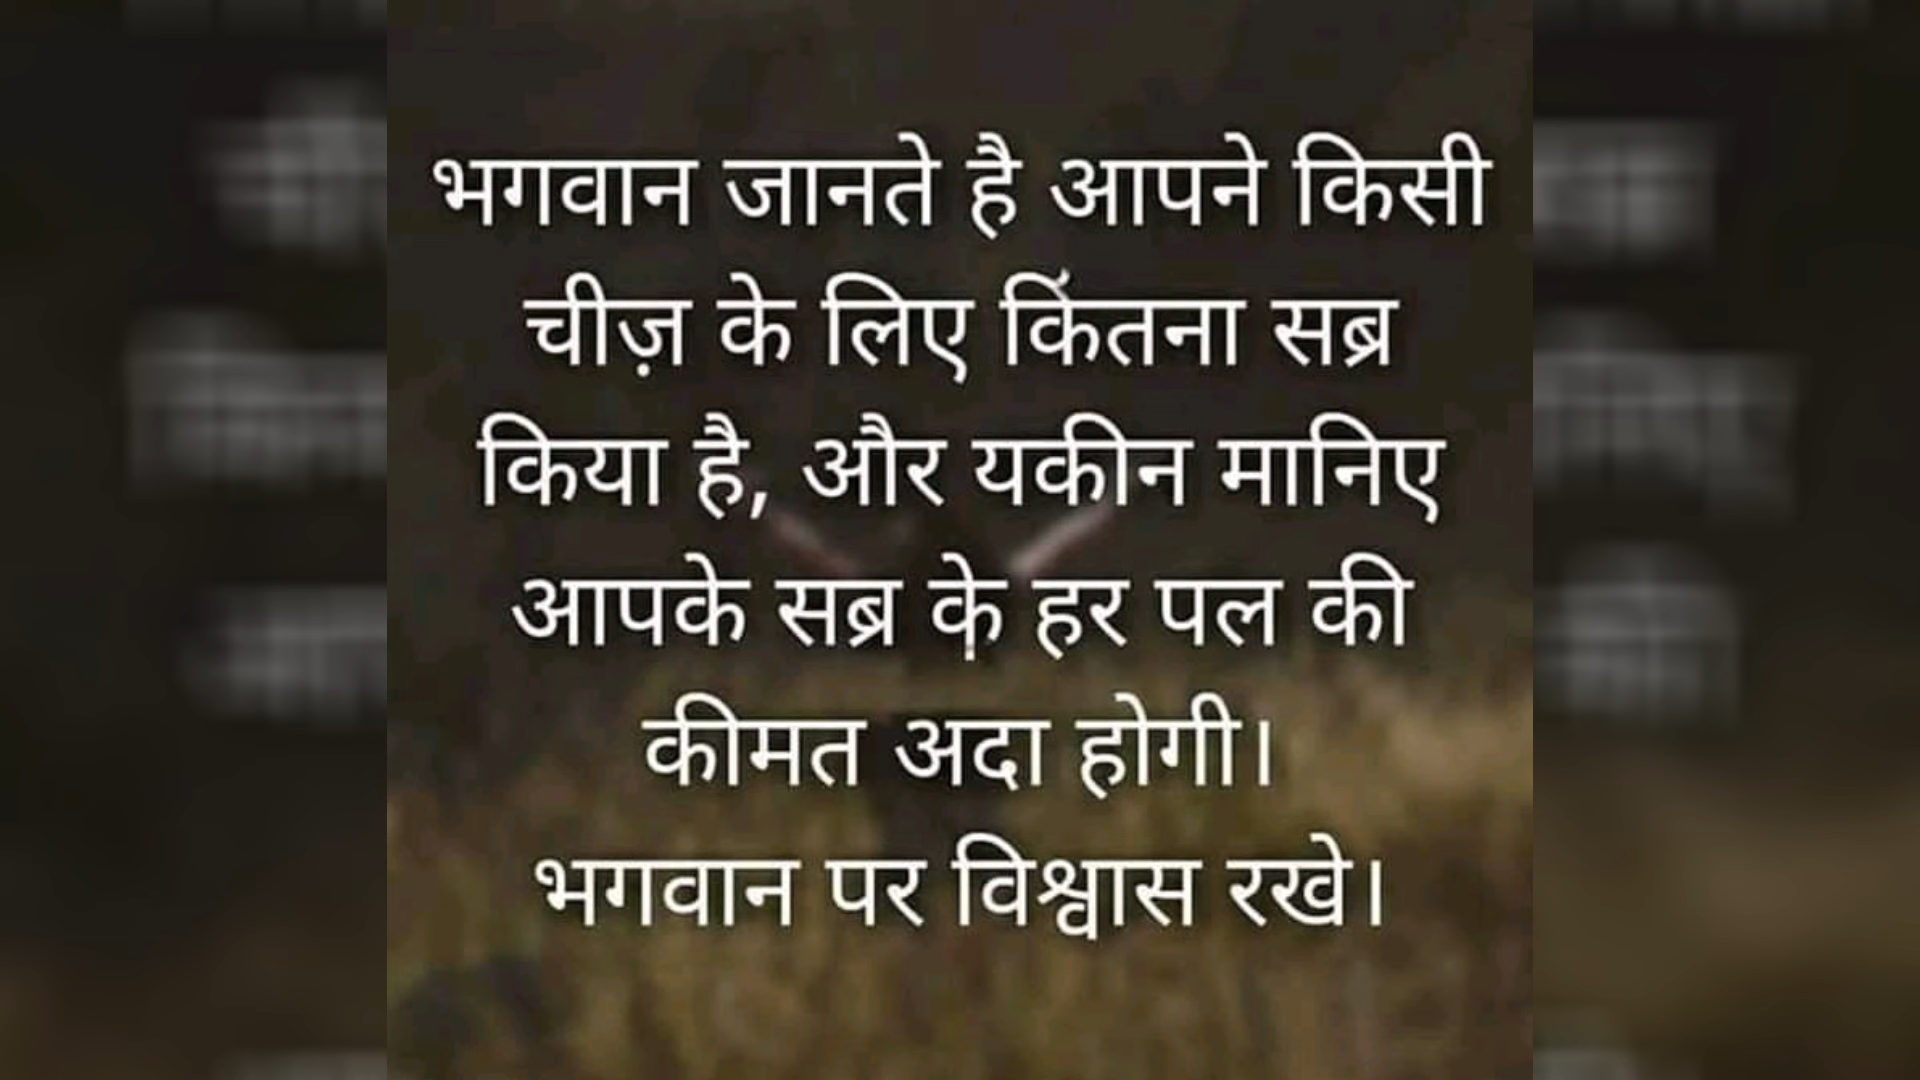 भगवान जानते है आपने किसी
चीज़ के लिए किंतना सब्र
किया है, और यकीन मानिए
आपके सब्र के हर पल की
कीमत अदा होगी।
भगवान पर विश्वास रखे।